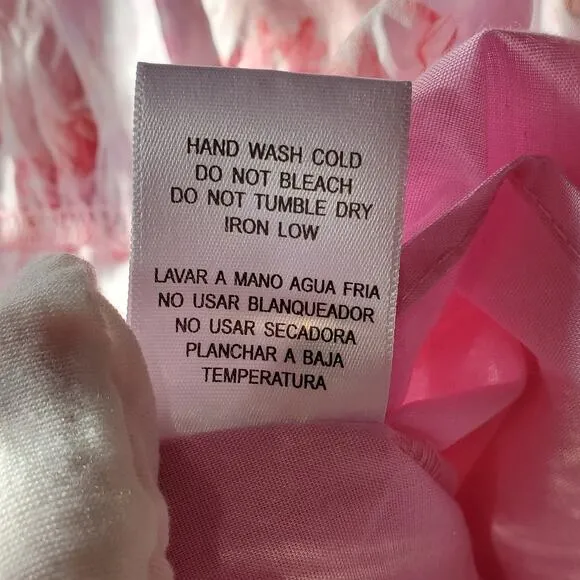 HAND WASH COLD
DO NOT BLEACH
DO NOT TUMBLE DRY
IRON LOW
LAVAR A MANO AGUA FRIA
NO USAR BLANQUEADOR
NO USAR SECADORA
PLANCHAR A BAJA
TEMPERATURA